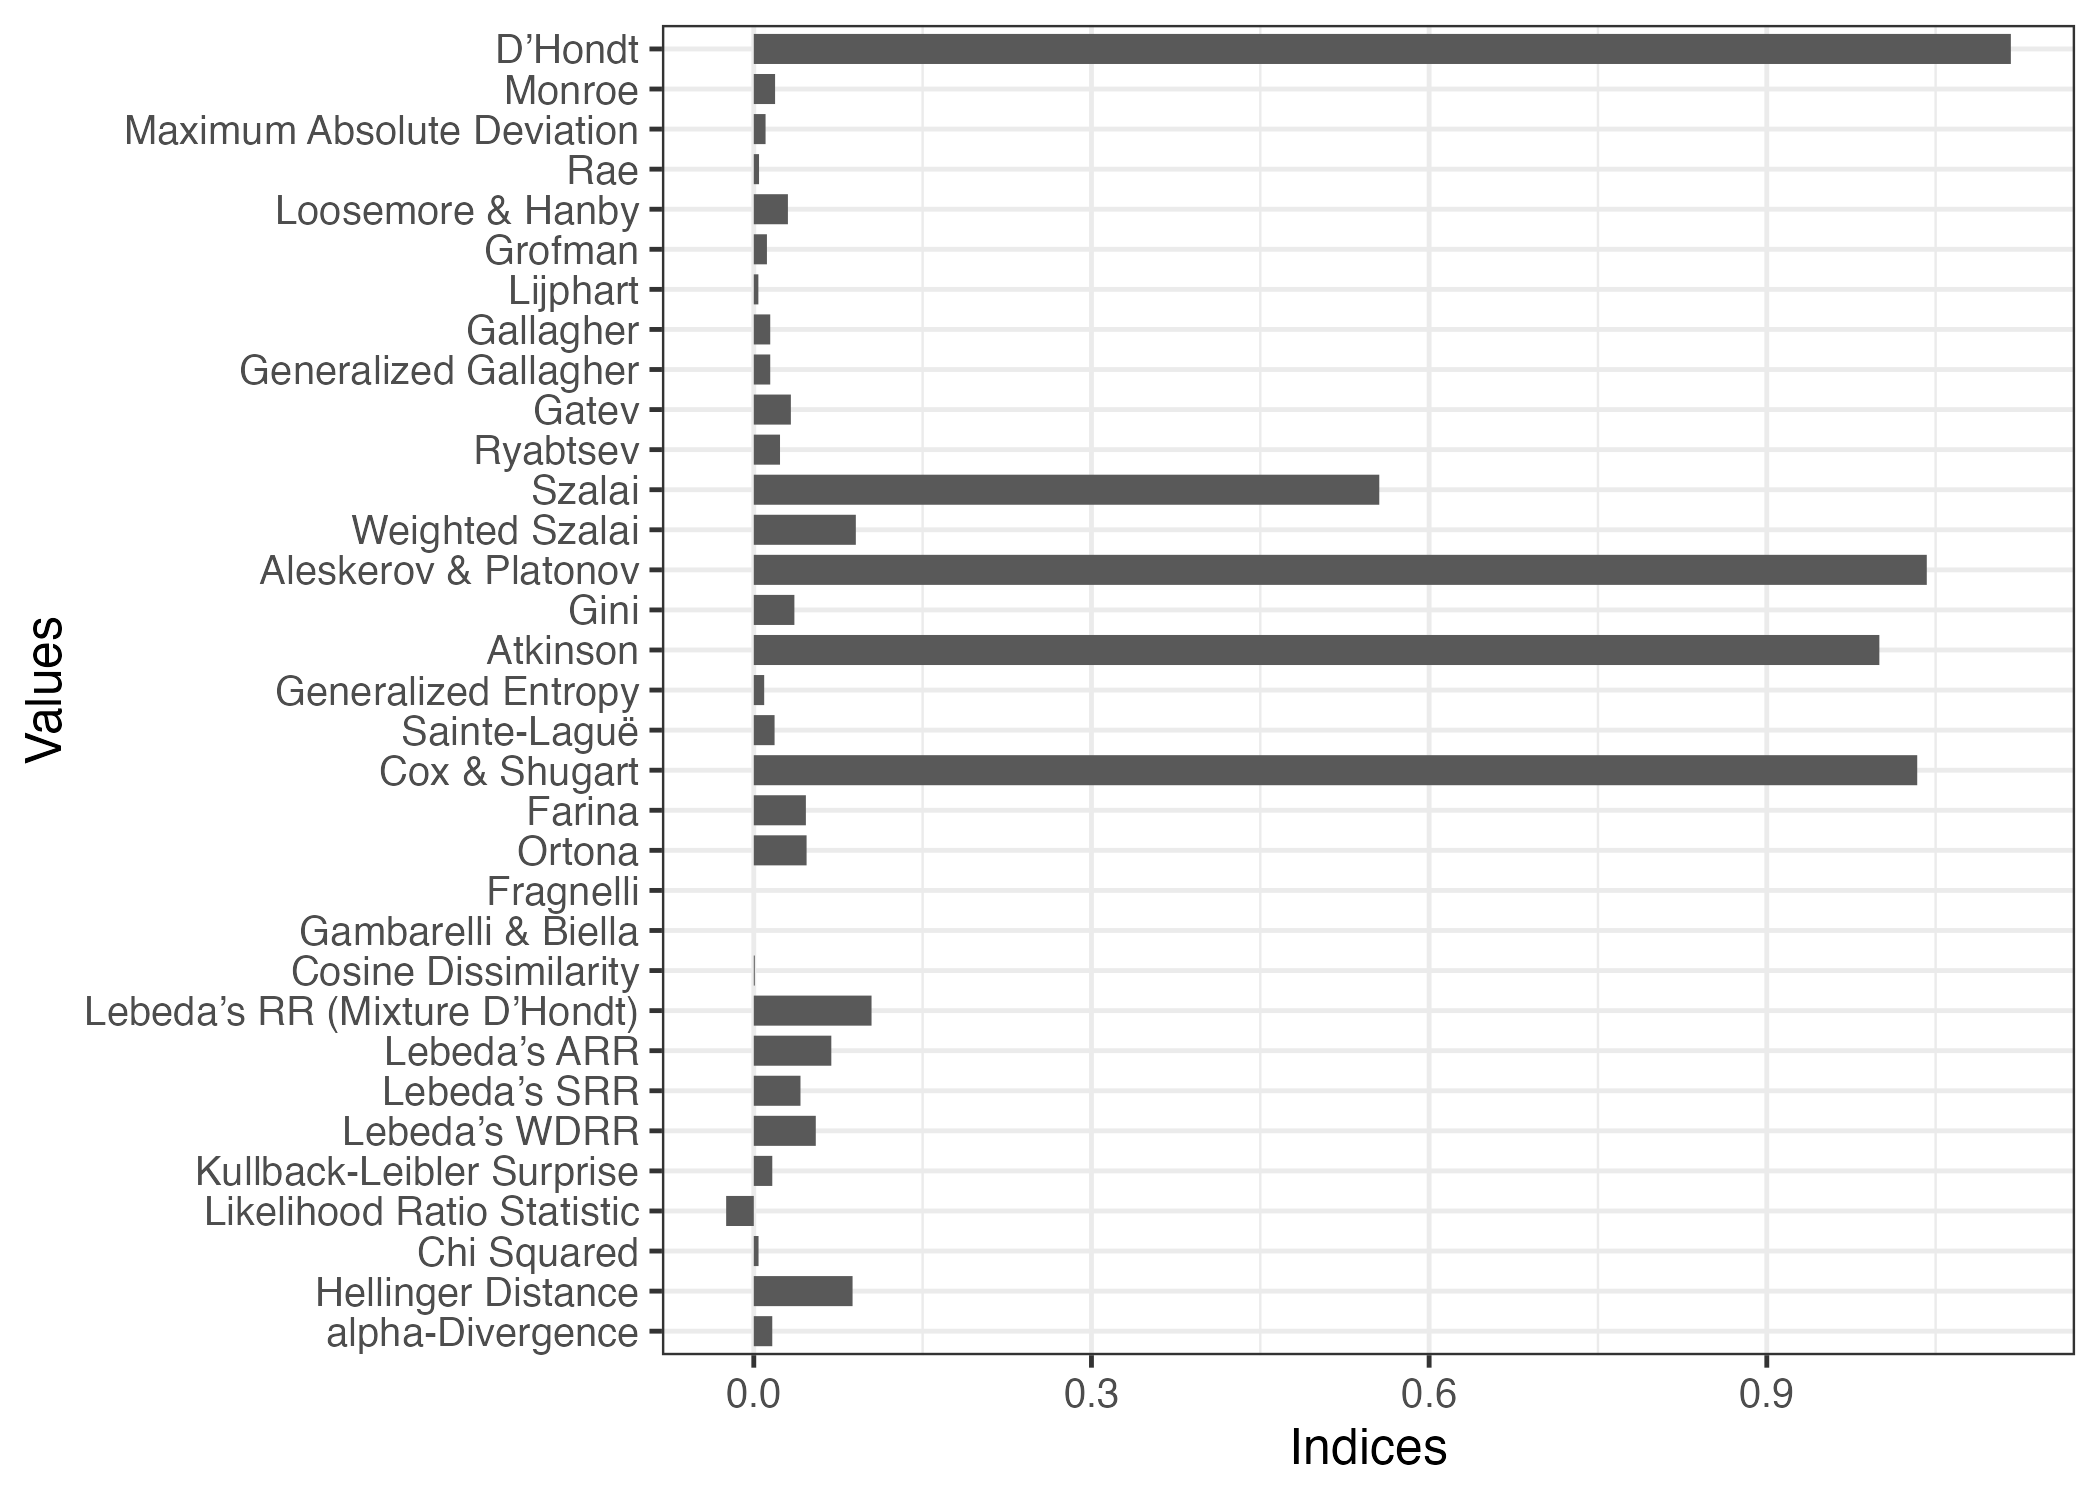 D’Hondt
Monroe
Maximum Absolute Deviation
Rae
Loosemore & Hanby
Grofman
Lijphart
Gallagher
Generalized Gallagher
Gatev
Ryabtsev
Szalai
Weighted Szalai
Aleskerov & Platonov
Gini
Atkinson
Generalized Entropy
Sainte-Laguë
Cox & Shugart
Farina
Ortona
Fragnelli
Gambarelli & Biella
Cosine Dissimilarity
Lebeda’s RR (Mixture D’Hondt)
Lebeda’s ARR
Lebeda’s SRR
Lebeda’s WDRR
Kullback-Leibler Surprise
Likelihood Ratio Statistic
Chi Squared
Hellinger Distance
alpha-Divergence
Values
0.0 0.3 0.6 0.9
Indices